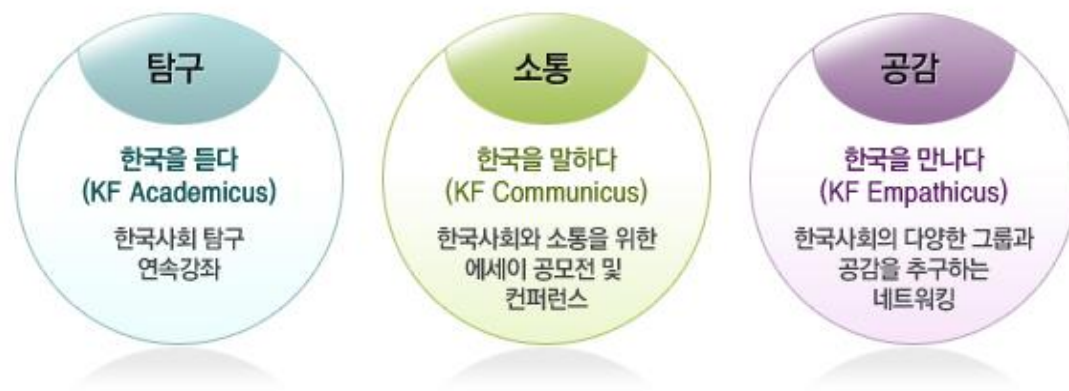 탐구
한국을 듣다
(KF Academicus)
한국사회 탐구
연속강좌
소통
한국을 말하다
(KF Communicus)
한국사회와 소통을 위한
에세이 공모전 및
컨퍼런스
공감
한국을 만나다
(KF Empathicus)
한국사회의 다양한 그룹과
공감을 추구하는
네트워킹